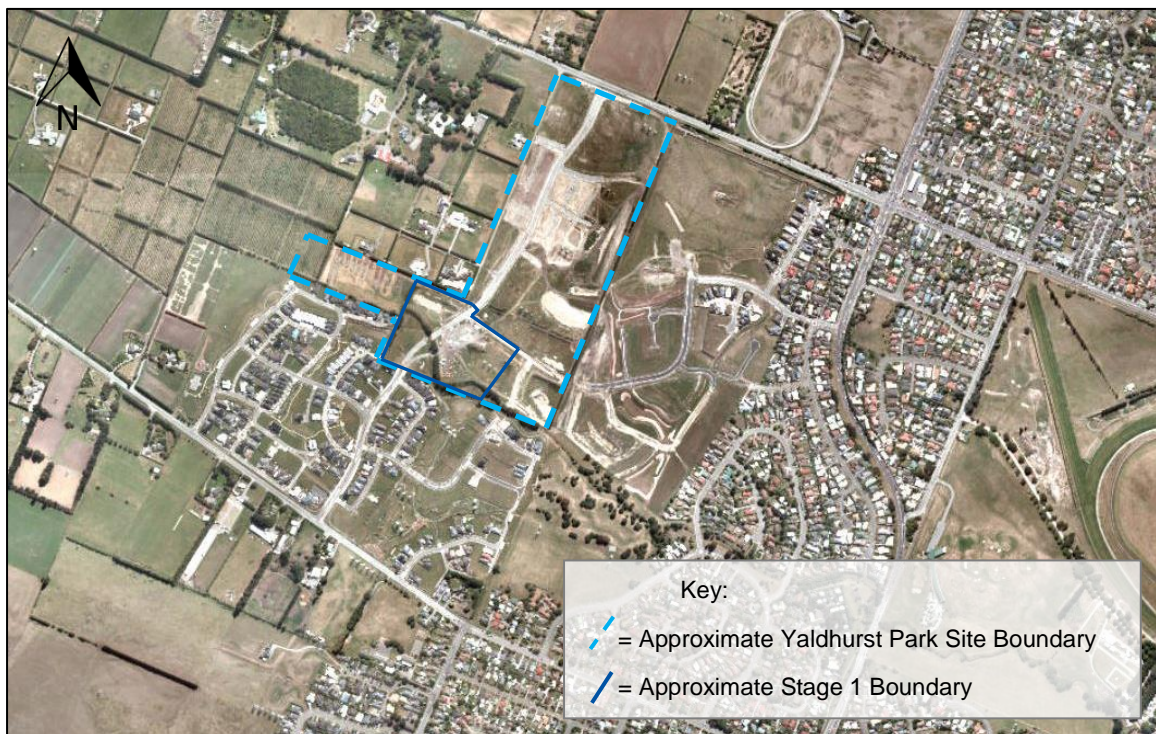 N
Key:
= Approximate Yaldhurst Park Site Boundary
= Approximate Stage 1 Boundary